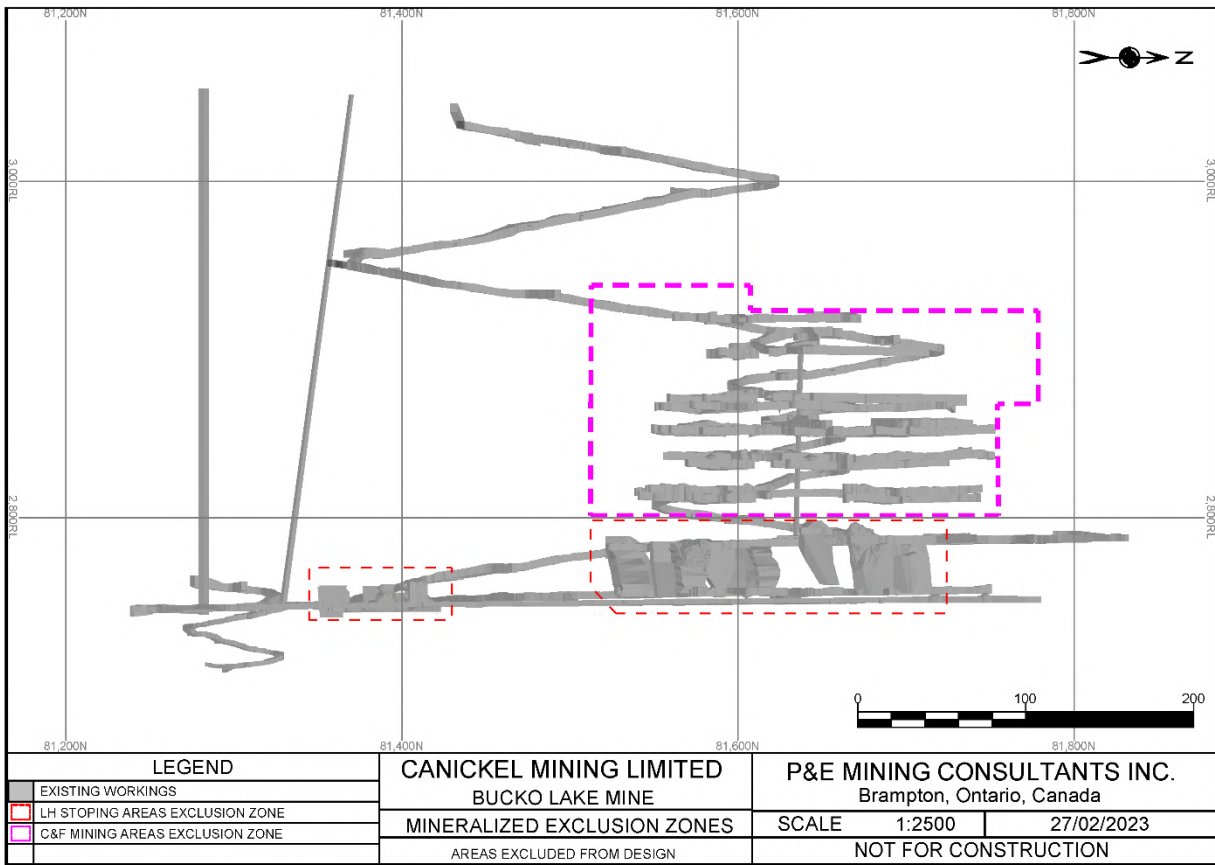 81,200N 81,400N 81,600N 81,800N
N
3,000RL 3,000RL
2,800RL 2,800RL
0 100 200
81,200N 81,400N 81,600N 81,800N
LEGEND
EXISTING WORKINGS
LH STOPING AREAS EXCLUSION ZONE
C&F MINING AREAS EXCLUSION ZONE
CANICKEL MINING LIMITED
BUCKO LAKE MINE
MINERALIZED EXCLUSION ZONES
AREAS EXCLUDED FROM DESIGN
P&E MINING CONSULTANTS INC.
Brampton, Ontario, Canada
SCALE 1:2500 27/02/2023
NOT FOR CONSTRUCTION